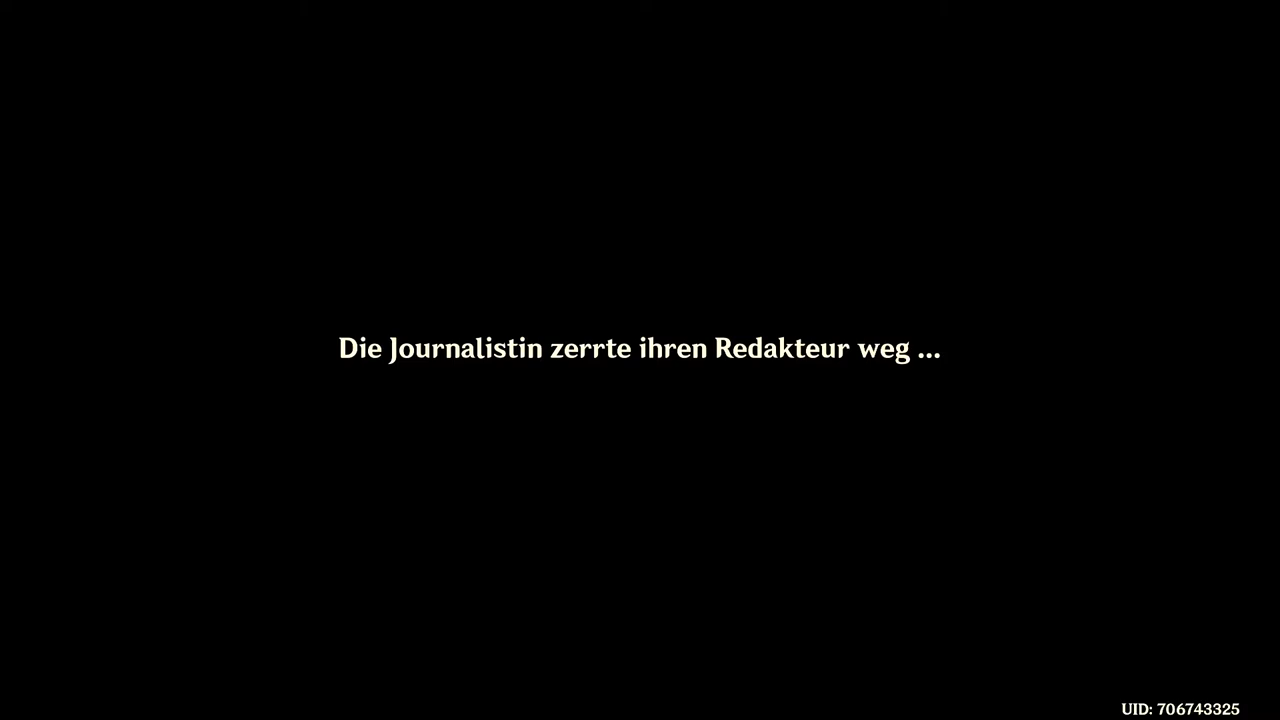 Die Journalistin zerrte ihren Redakteur weg ...
UID: 706743325